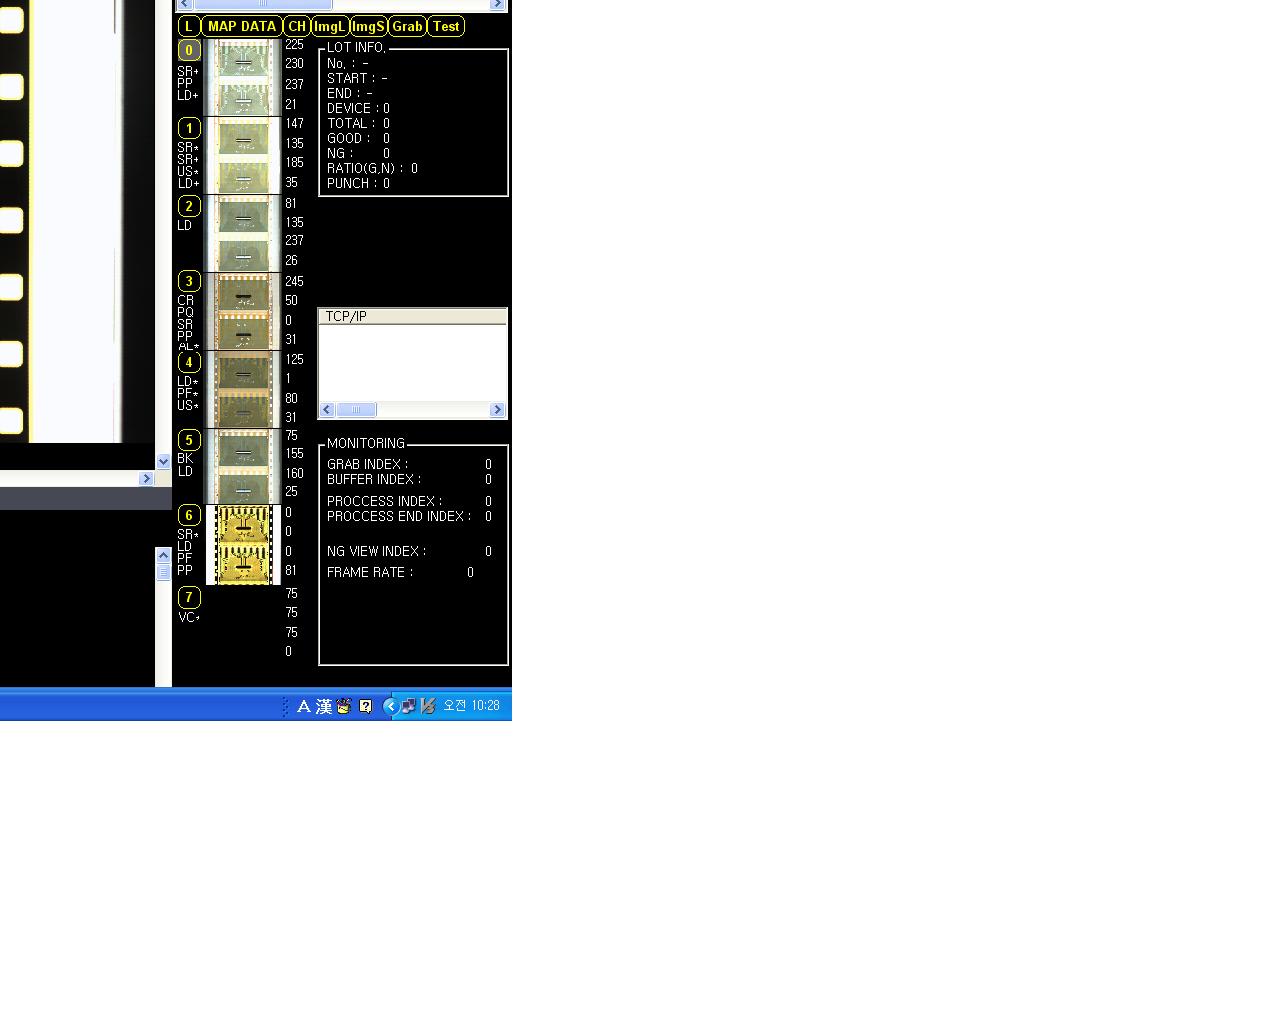 L MAP DATA CH ImgL ImgS Grab Test
0
SR+
PP
LD+
225
230
237
21
1
SR*
SR+
US*
LD+
147
135
185
35
2
LD
81
135
237
26
3
CR
PQ
SR
PP
AL*
245
50
0
31
4
LD*
PF*
US*
125
1
80
31
5
BK
LD
75
155
160
25
6
SR*
LD
PF
PP
0
0
0
81
7
VC*
75
75
75
0
LOT INFO.
No. : -
START : -
END : -
DEVICE : 0
TOTAL : 0
GOOD : 0
NG : 0
RATIO(G,N) : 0
PUNCH : 0
TCP/IP
MONITORING
GRAB INDEX : 0
BUFFER INDEX : 0
PROCCESS INDEX : 0
PROCCESS END INDEX : 0
NG VIEW INDEX : 0
FRAME RATE : 0
A 漢 오전 10:28